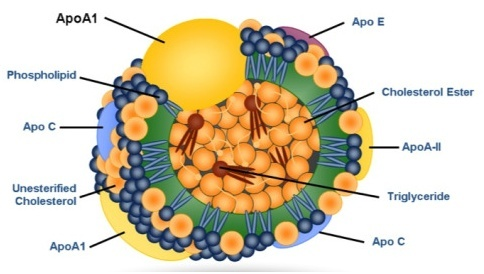 ApoA1
Apo E
Phospholipid
Cholesterol Ester
Apo C
ApoA-II
Unesterified
Cholesterol
Triglyceride
ApoA1
Apo C